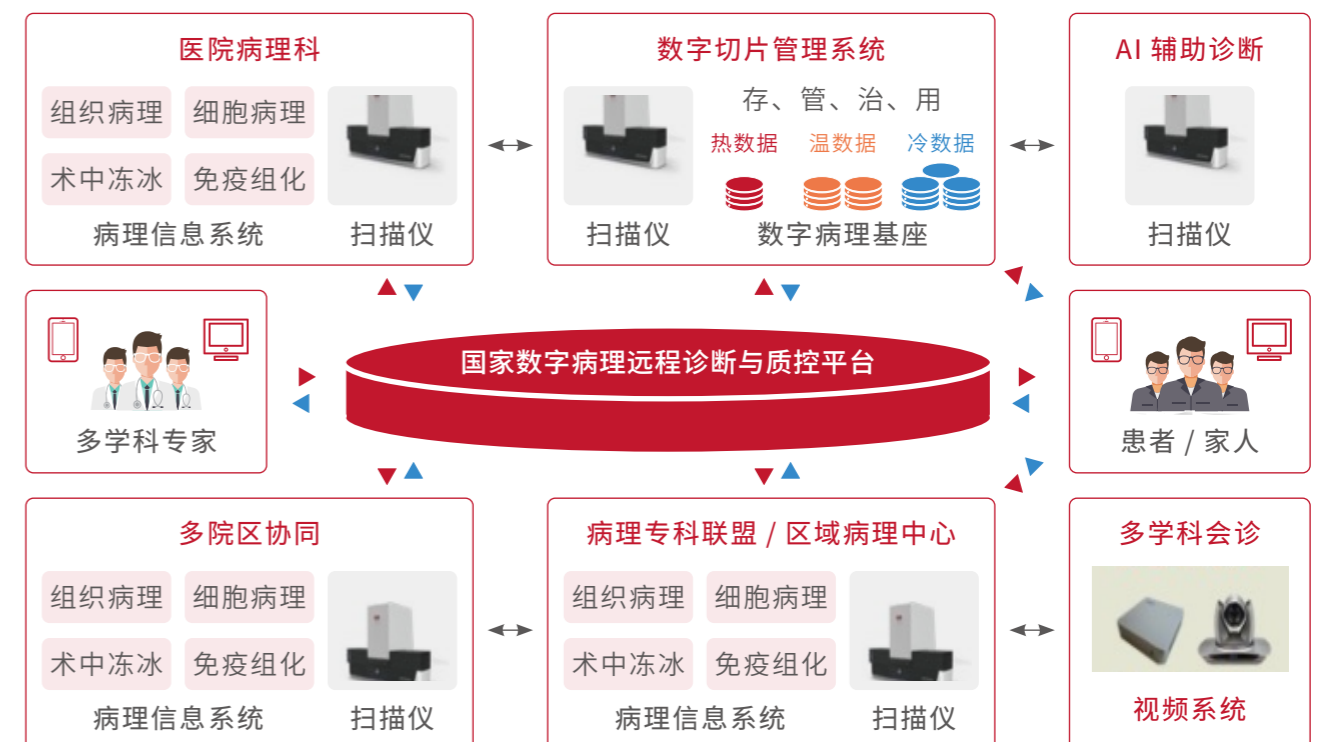 医院病理科
组织病理
细胞病理
术中冻冰
免疫组化
病理信息系统
扫描仪
数字切片管理系统
存、管、治、用
热数据
温数据
冷数据
扫描仪
数字病理基座
AI 辅助诊断
扫描仪
多学科专家
国家数字病理远程诊断与质控平台
患者 / 家人
多院区协同
组织病理
细胞病理
术中冻冰
免疫组化
病理信息系统
扫描仪
病理专科联盟 / 区域病理中心
组织病理
细胞病理
术中冻冰
免疫组化
病理信息系统
扫描仪
多学科会诊
视频系统